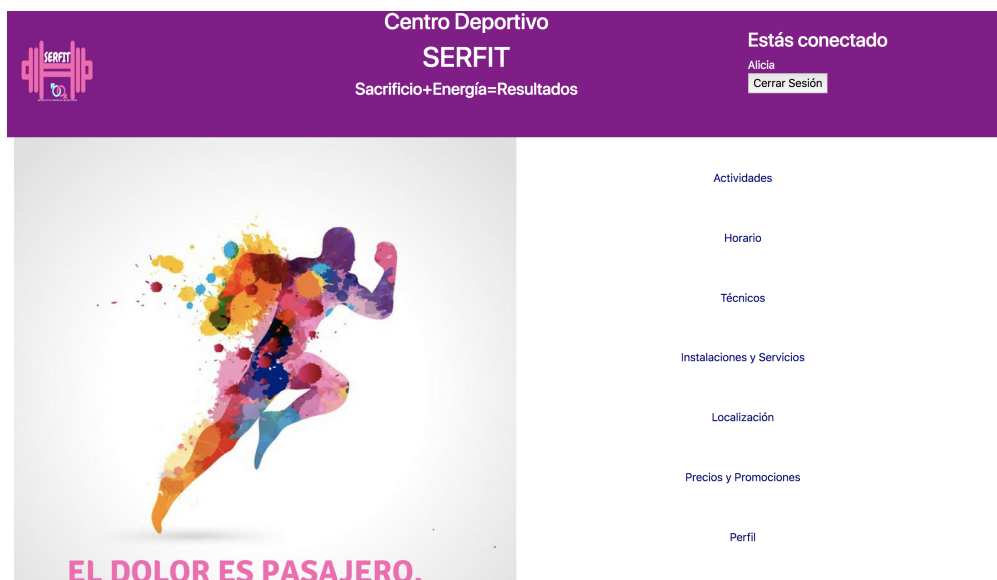 SERFIT
Centro Deportivo
SERFIT
Sacrificio+Energía=Resultados
Estás conectado
Alicia
Cerrar Sesión
Actividades
Horario
Técnicos
Instalaciones y Servicios
Localización
Precios y Promociones
Perfil
EL DOLOR ES PASAJERO.